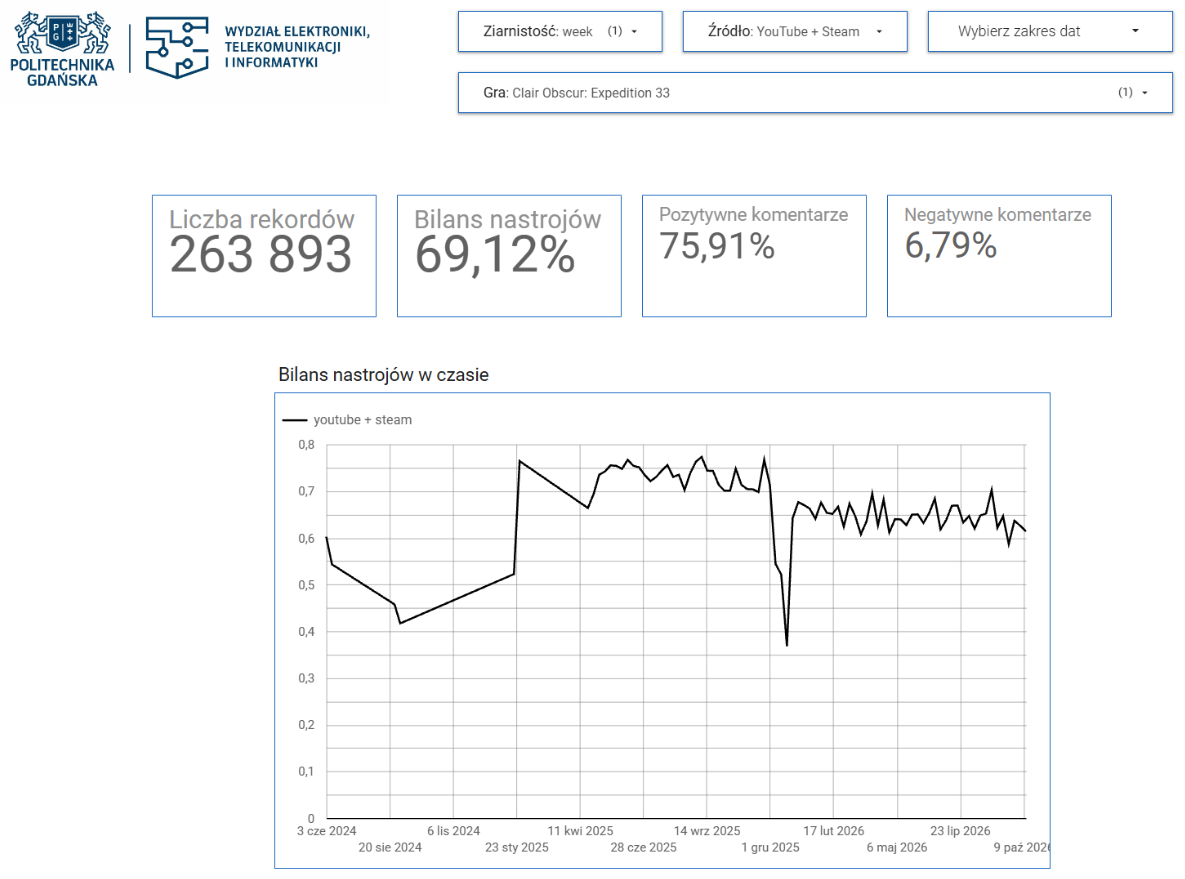 POLITECHNIKA
GDAŃSKA
WYDZIAŁ ELEKTRONIKI,
TELEKOMUNIKACJI
I INFORMATYKI
Ziarnistość: week (1)
Źródło: YouTube + Steam
Wybierz zakres dat
Gra: Clair Obscur: Expedition 33 (1)
Liczba rekordów
263 893
Bilans nastrojów
69,12%
Pozytywne komentarze
75,91%
Negatywne komentarze
6,79%
Bilans nastrojów w czasie
youtube + steam
0,8
0,7
0,6
0,5
0,4
0,3
0,2
0,1
0
3 cze 2024 6 lis 2024 11 kwi 2025 14 wrz 2025 17 lut 2026 23 lip 2026
20 sie 2024 23 sty 2025 28 cze 2025 1 gru 2025 6 maj 2026 9 paź 2026